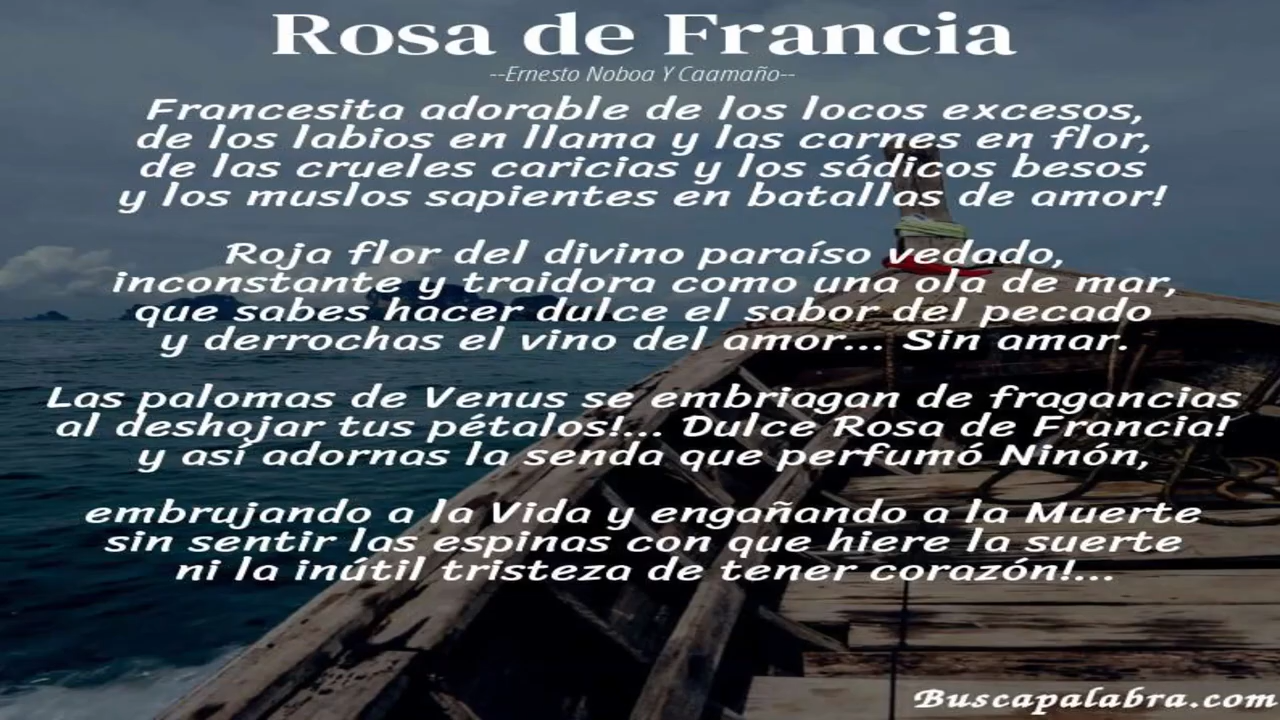 Rosa de Francia
--Ernesto Noboa Y Caamaño--
Francesita adorable de los locos excesos,
de los labios en llama y las carnes en flor,
de las crueles caricias y los sádicos besos
y los muslos sapientes en batallas de amor!
Roja flor del divino paraíso vedado,
inconstante y traidora como una ola de mar,
que sabes hacer dulce el sabor del pecado
y derrochas el vino del amor... Sin amar.
Las palomas de Venus se embriagan de fragancias
al deshojar tus pétalos!... Dulce Rosa de Francia!
y así adornas la senda que perfumó Ninón,
embrujando a la Vida y engañando a la Muerte
sin sentir las espinas con que hiere la suerte
ni la inútil tristeza de tener corazón!...
Buscapalabra.com